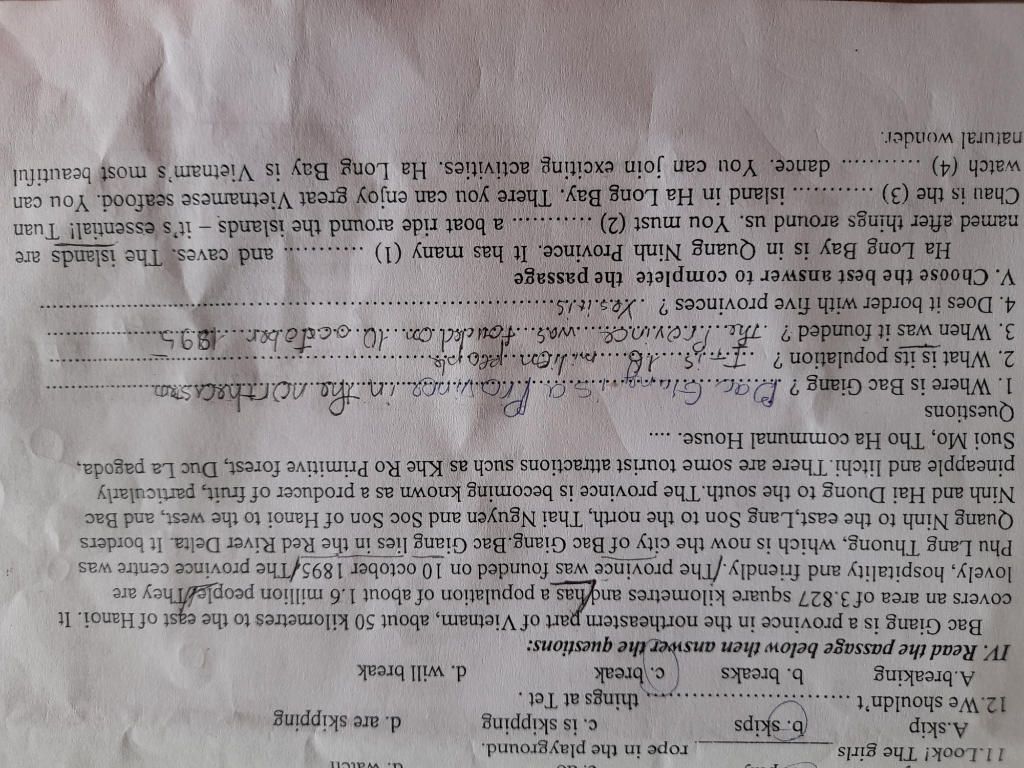 d. watch
11.Look! The girls ______________ rope in the playground.
A.skip b. skips c. is skipping d. are skipping
12.We shouldn't .............................. things at Tet .
A.breaking b. breaks c. break d. will break
IV. Read the passage below then answer the questions:
Bac Giang is a province in the northeastern part of Vietnam, about 50 kilometres to the east of Hanoi. It
covers an area of 3.827 square kilometres and has a population of about 1.6 million people. They are
lovely, hospitality and friendly. The province was founded on 10 october 1895. The province centre was
Phu Lang Thuong, which is now the city of Bac Giang.Bac Giang lies in the Red River Delta. It borders
Quang Ninh to the east,Lang Son to the north, Thai Nguyen and Soc Son of Hanoi to the west, and Bac
Ninh and Hai Duong to the south.The province is becoming known as a producer of fruit, particularly
pineapple and litchi.There are some tourist attractions such as Khe Ro Primitive forest, Duc La pagoda,
Suoi Mo, Tho Ha communal House. ....
Questions
1. Where is Bac Giang ? Bac Giang is a Province in the northeastern
2. What is its population ? It is 1.6 million people
3. When was it founded ? The Province was founded on 10 october 1895
4. Does it border with five provinces ? Yes it is
V. Choose the best answer to complete the passage
Ha Long Bay is in Quang Ninh Province. It has many (1) ........... and caves. The islands are
named after things around us. You must (2) ........... a boat ride around the islands – it's essential! Tuan
Chau is the (3) ........... island in Ha Long Bay. There you can enjoy great Vietnamese seafood. You can
watch (4) ........... dance. You can join exciting activities. Ha Long Bay is Vietnam's most beautiful
natural wonder.